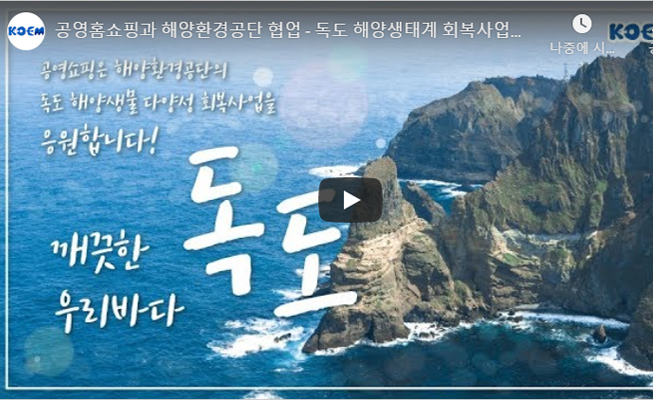 KOEM
공영홈쇼핑과 해양환경공단 협업 - 독도 해양생태계 회복사업...
나중에 시...
KOEM
공영쇼핑은 해양환경공단의
독도 해양생물 다양성 회복사업을
응원합니다!
깨끗한
우리바다
독도